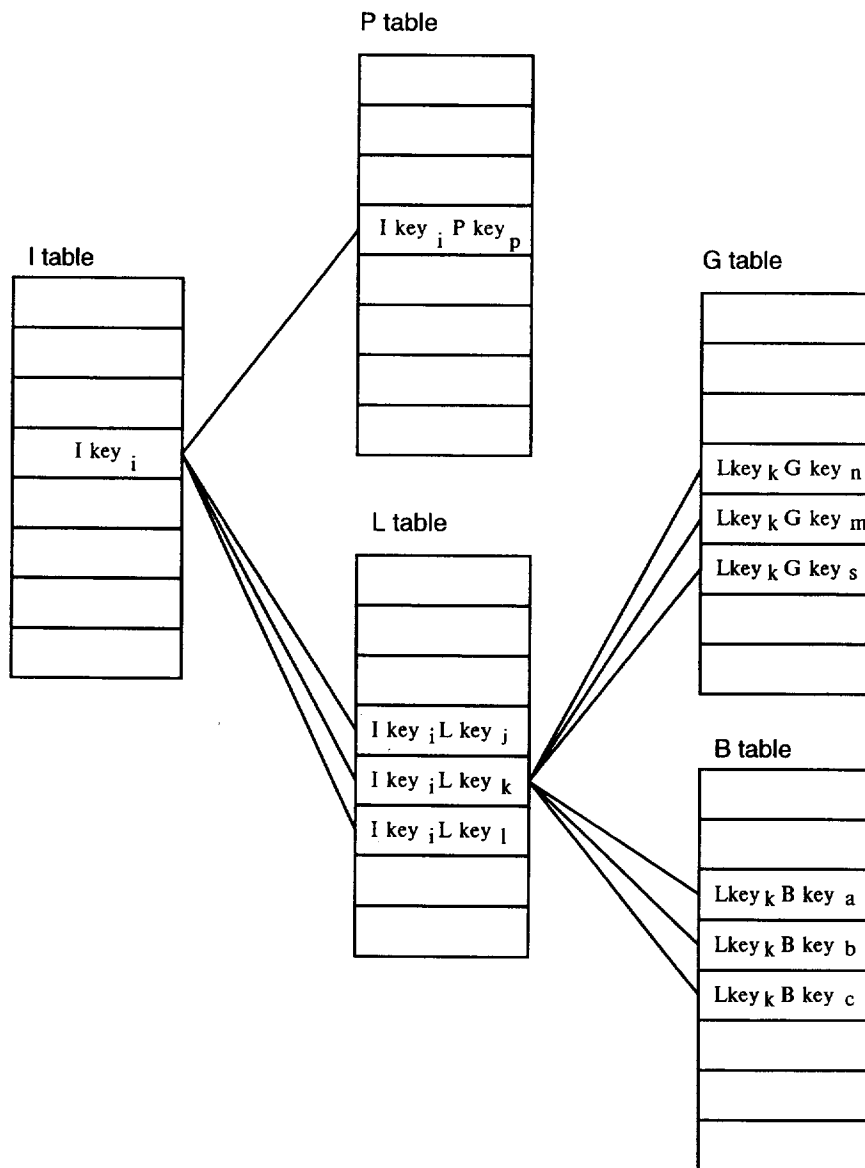 P table
I key i P key p
I table
I key i
G table
Lkey k G key n
Lkey k G key m
Lkey k G key s
L table
I key i L key j
I key i L key k
I key i L key l
B table
Lkey k B key a
Lkey k B key b
Lkey k B key c